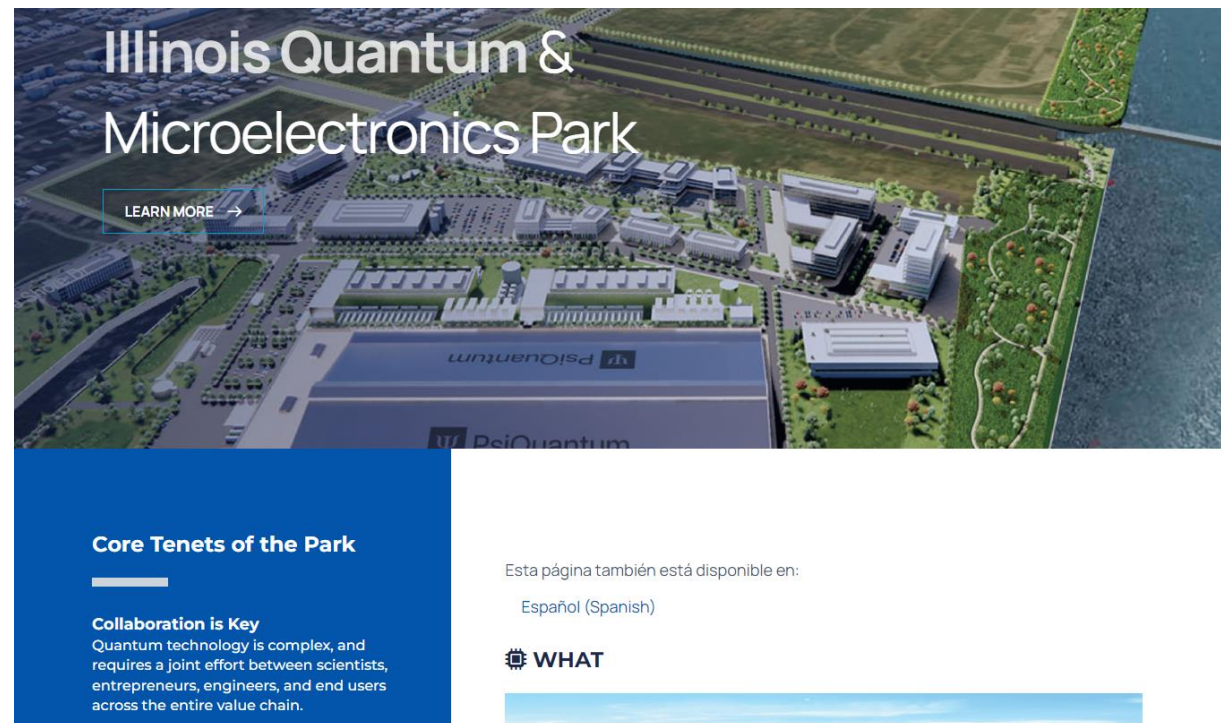 Illinois Quantum &
Microelectronics Park
LEARN MORE →
PsiQuantum
PsiQuantum
Core Tenets of the Park
Collaboration is Key
Quantum technology is complex, and
requires a joint effort between scientists,
entrepreneurs, engineers, and end users
across the entire value chain.
Esta página también está disponible en:
Español (Spanish)
WHAT